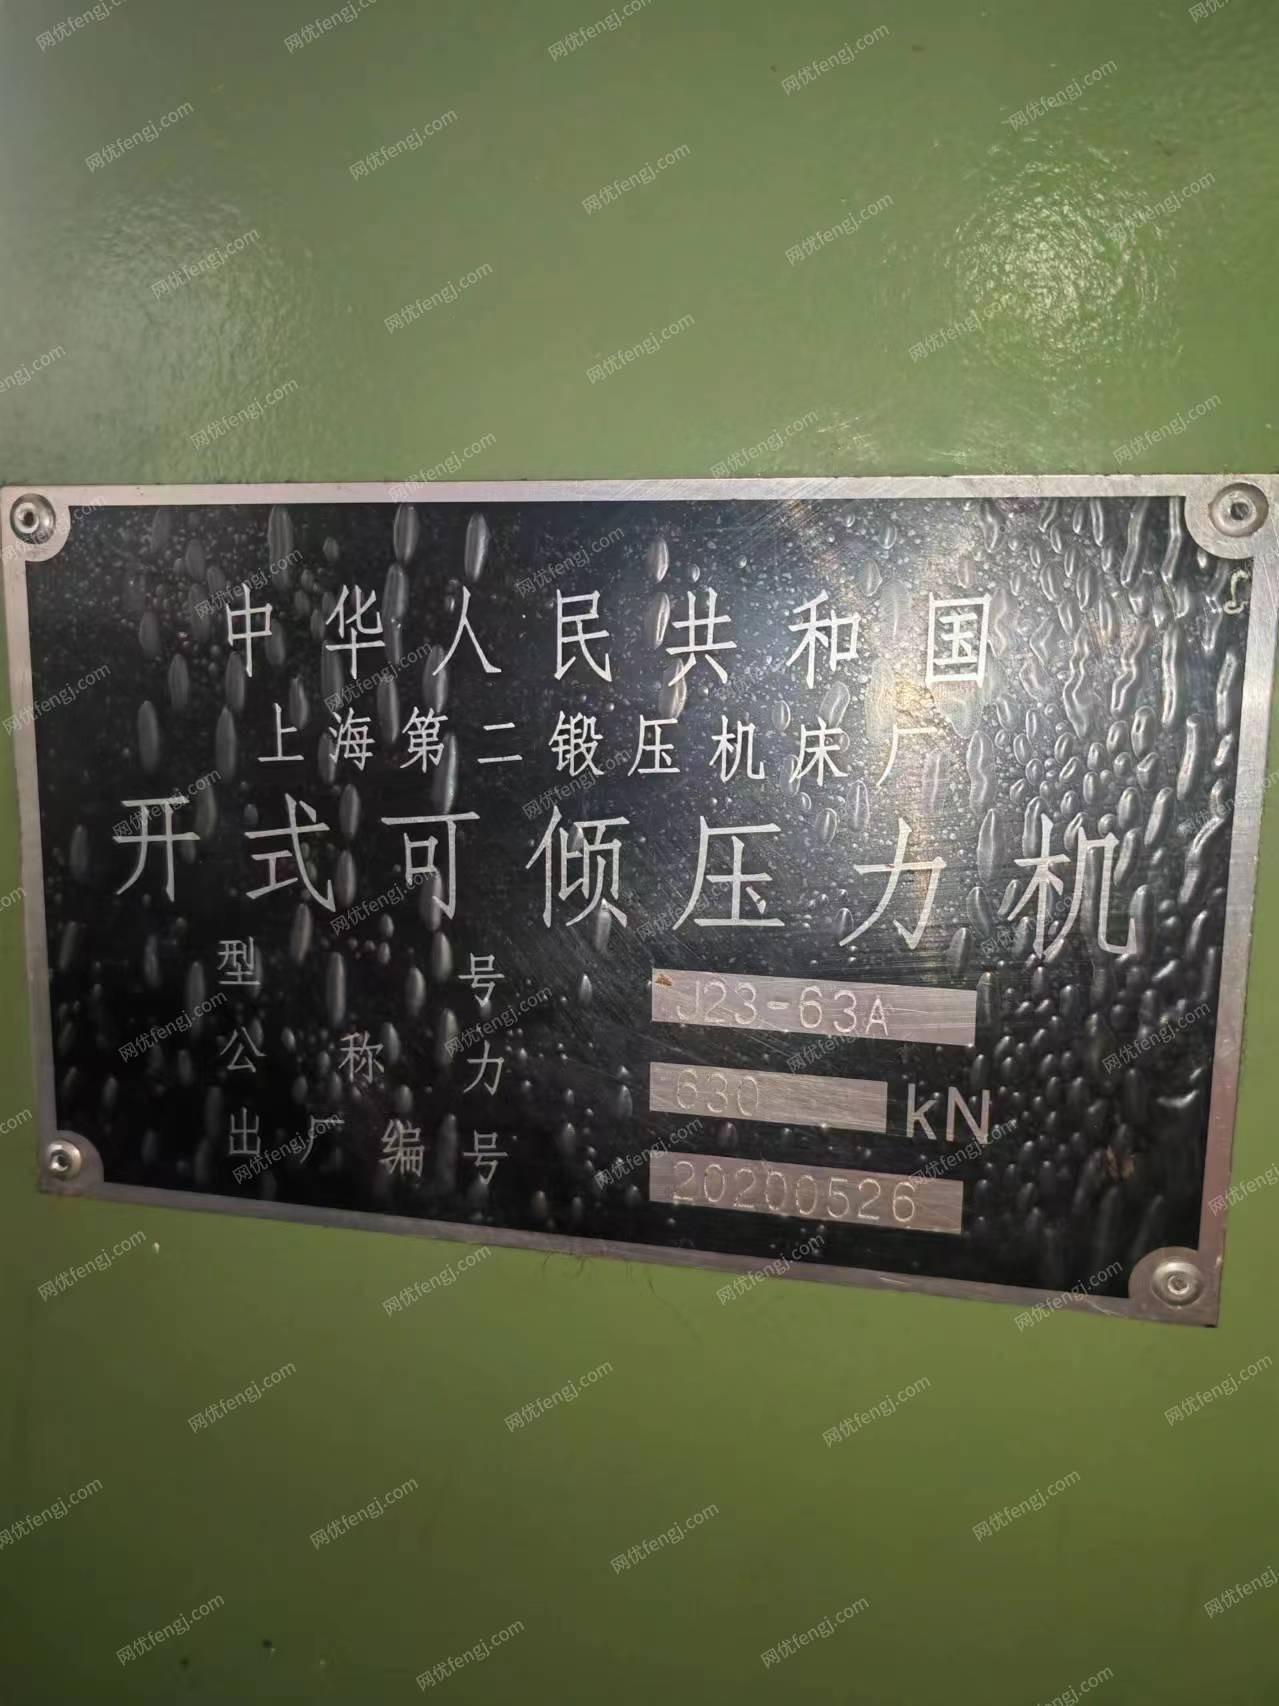 中华人民共和国
上海第二锻压机床厂
开式可倾压力机
型号 J23-63A
公称力 630 kN
出厂编号 20200526
网优fengj.com